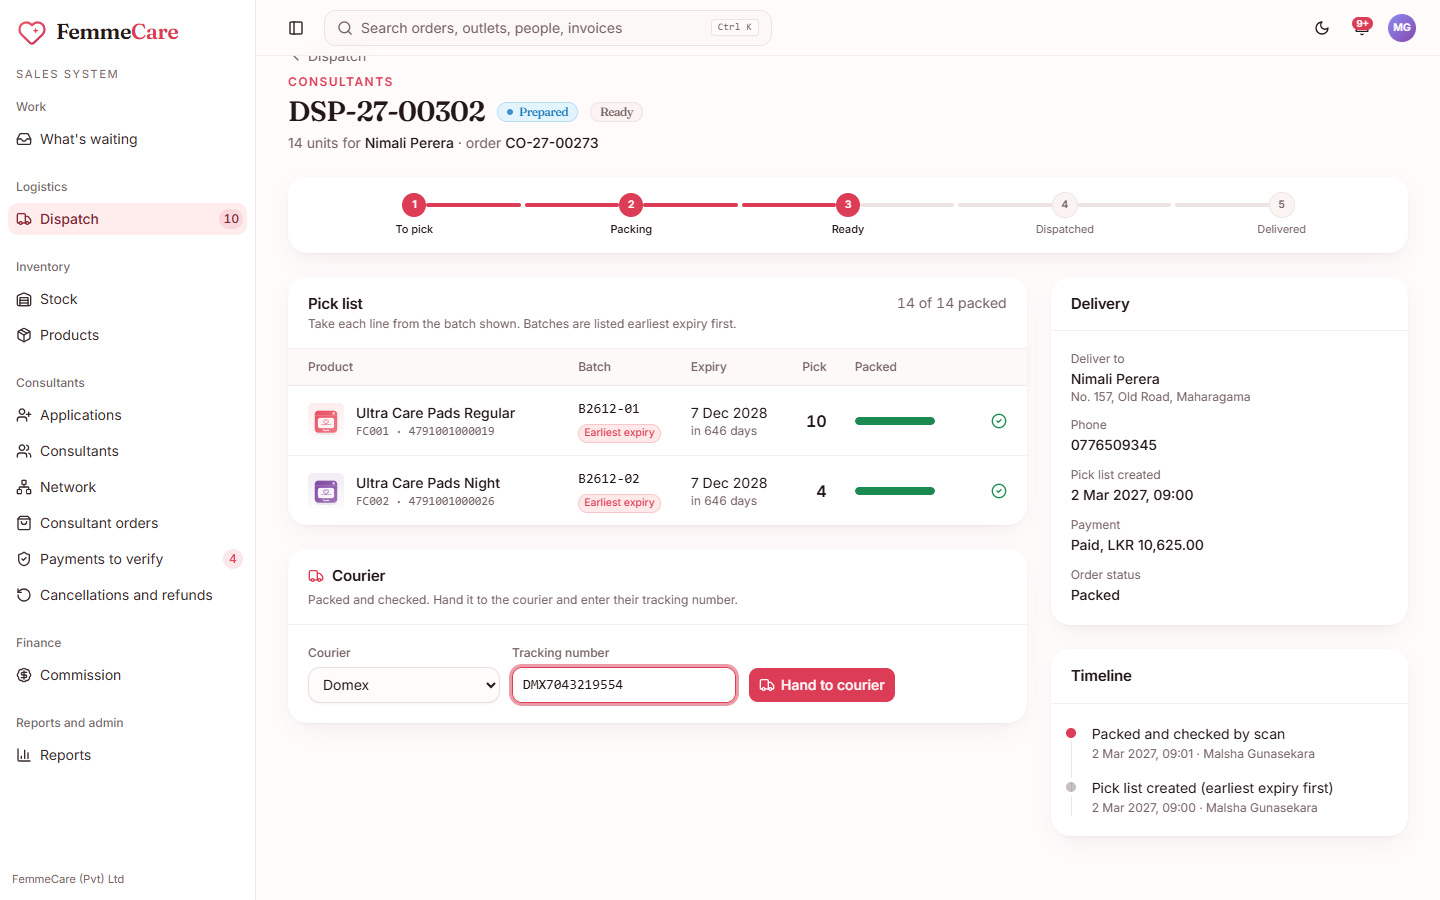 FemmeCare
SALES SYSTEM
Work
What's waiting
Logistics
Dispatch 10
Inventory
Stock
Products
Consultants
Applications
Consultants
Network
Consultant orders
Payments to verify 4
Cancellations and refunds
Finance
Commission
Reports and admin
Reports
FemmeCare (Pvt) Ltd
Search orders, outlets, people, invoices Ctrl K
9+ MG
Dispatch
CONSULTANTS
DSP-27-00302 Prepared Ready
14 units for Nimali Perera · order CO-27-00273
1 2 3 4 5
To pick Packing Ready Dispatched Delivered
Pick list 14 of 14 packed
Take each line from the batch shown. Batches are listed earliest expiry first.
Product Batch Expiry Pick Packed
Ultra Care Pads Regular B2612-01 7 Dec 2028 10
FC001 · 4791001000019 Earliest expiry in 646 days
Ultra Care Pads Night B2612-02 7 Dec 2028 4
FC002 · 4791001000026 Earliest expiry in 646 days
Courier
Packed and checked. Hand it to the courier and enter their tracking number.
Courier Tracking number
Domex DMX7043219554 Hand to courier
Delivery
Deliver to
Nimali Perera
No. 157, Old Road, Maharagama
Phone
0776509345
Pick list created
2 Mar 2027, 09:00
Payment
Paid, LKR 10,625.00
Order status
Packed
Timeline
Packed and checked by scan
2 Mar 2027, 09:01 · Malsha Gunasekara
Pick list created (earliest expiry first)
2 Mar 2027, 09:00 · Malsha Gunasekara